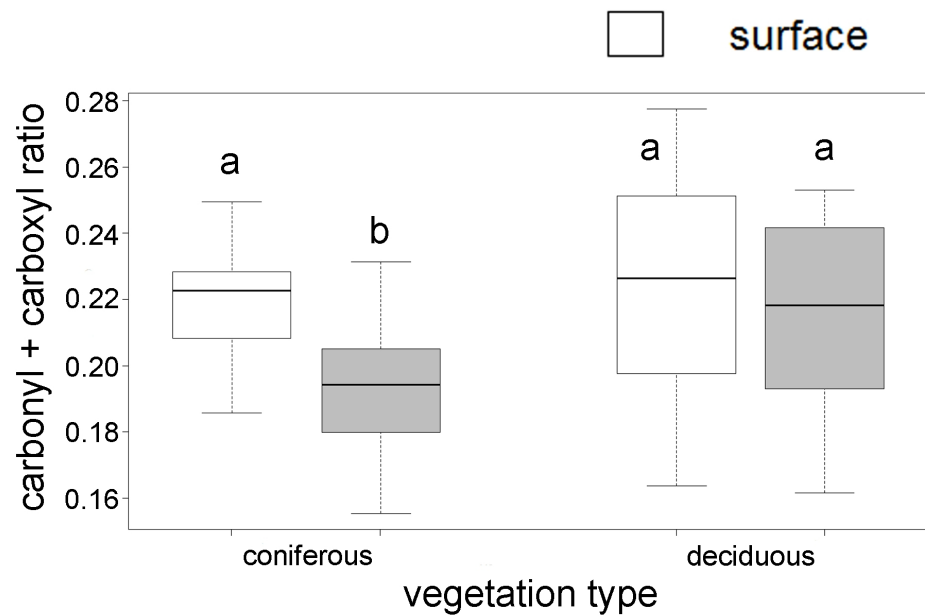 surface
carbonyl + carboxyl ratio
0.28
0.26
0.24
0.22
0.20
0.18
0.16
a
b
a
a
coniferous
deciduous
vegetation type